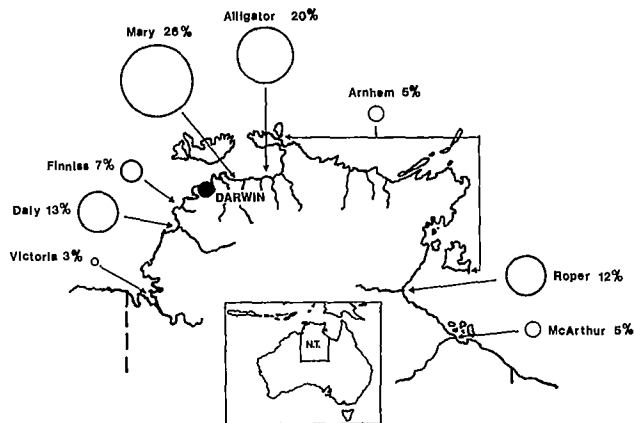 Alligator 20%
Mary 26%
Arnhem 5%
Finniss 7%
DARWIN
Daly 13%
Victoria 3%
Roper 12%
McArthur 5%
N.T.